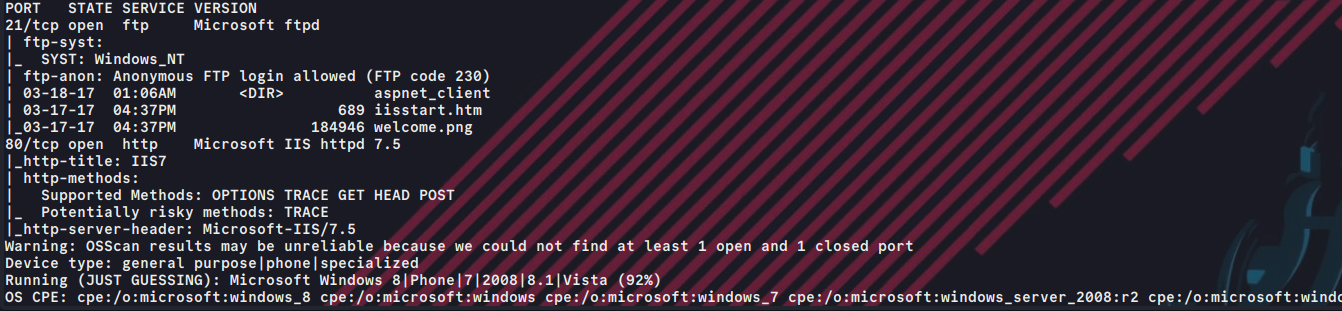 PORT   STATE SERVICE VERSION
21/tcp open  ftp     Microsoft ftpd
| ftp-syst:
|_  SYST: Windows_NT
| ftp-anon: Anonymous FTP login allowed (FTP code 230)
| 03-18-17  01:06AM       <DIR>          aspnet_client
| 03-17-17  04:37PM                  689 iisstart.htm
|_03-17-17  04:37PM               184946 welcome.png
80/tcp open  http    Microsoft IIS httpd 7.5
|_http-title: IIS7
| http-methods:
|   Supported Methods: OPTIONS TRACE GET HEAD POST
|_  Potentially risky methods: TRACE
|_http-server-header: Microsoft-IIS/7.5
Warning: OSScan results may be unreliable because we could not find at least 1 open and 1 closed port
Device type: general purpose|phone|specialized
Running (JUST GUESSING): Microsoft Windows 8|Phone|7|2008|8.1|Vista (92%)
OS CPE: cpe:/o:microsoft:windows_8 cpe:/o:microsoft:windows cpe:/o:microsoft:windows_7 cpe:/o:microsoft:windows_server_2008:r2 cpe:/o:microsoft:windo